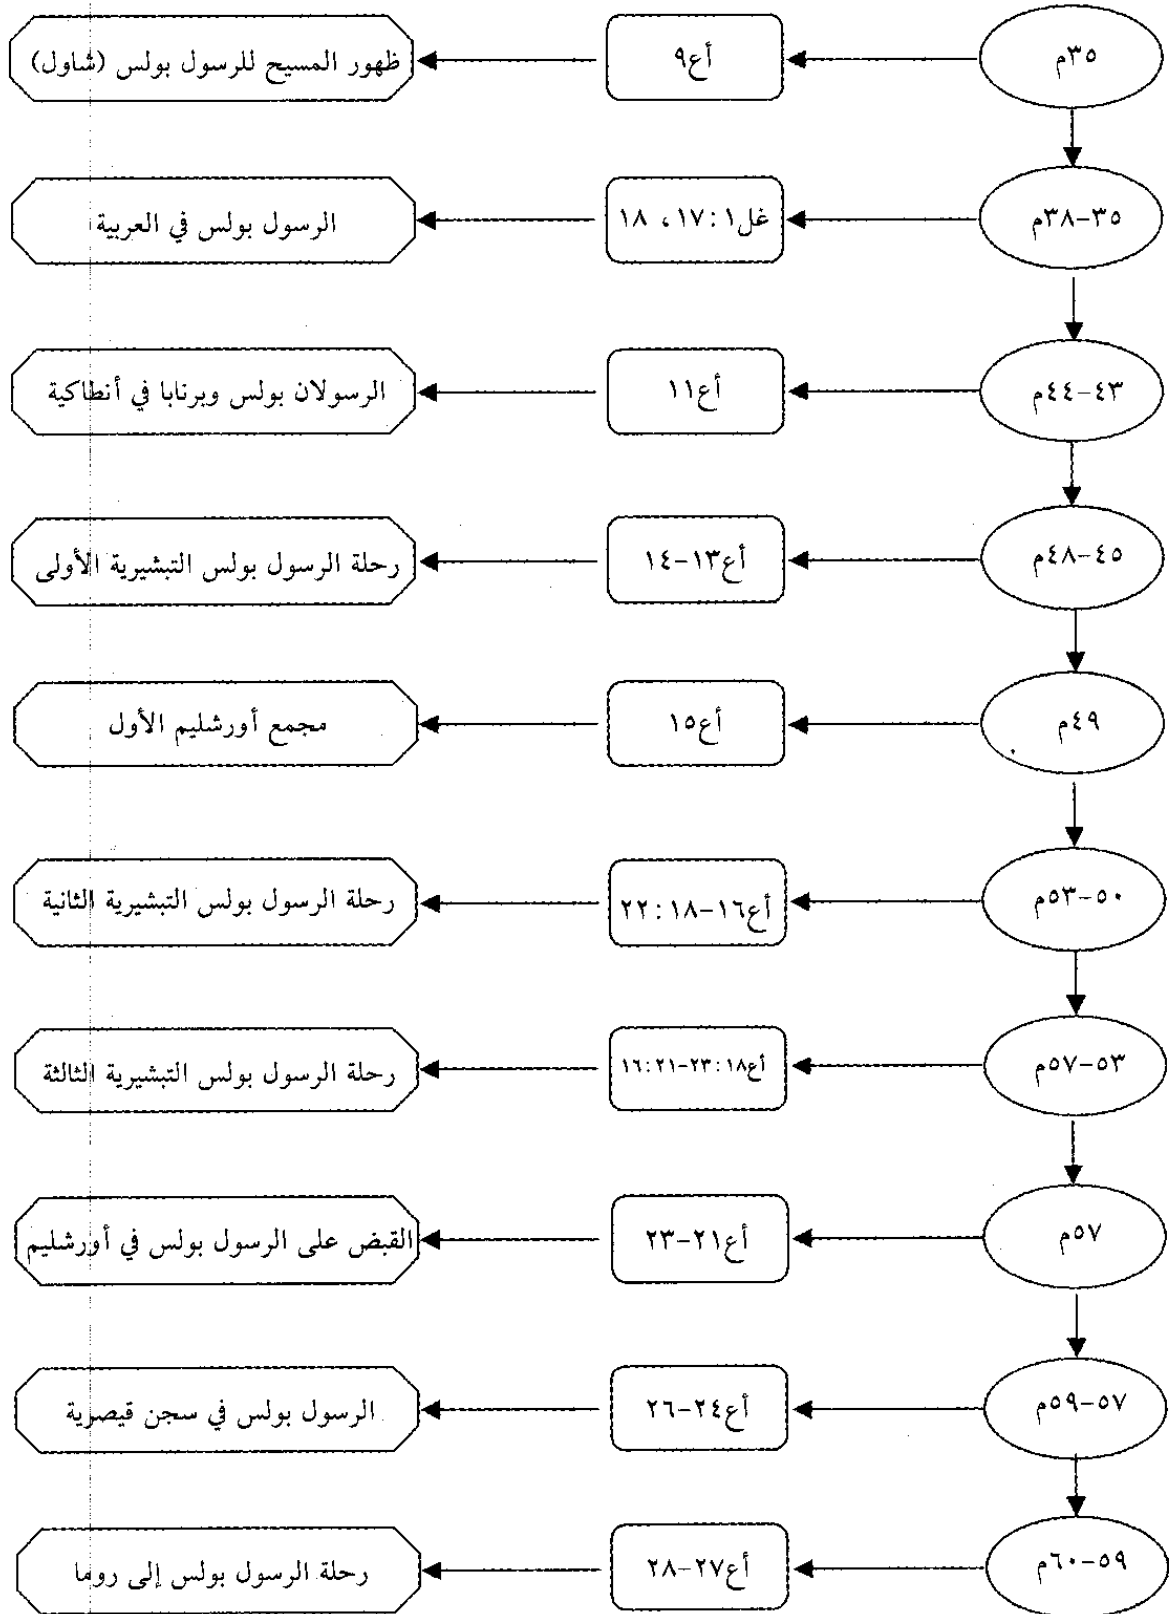 ٣٥م
أع٩
ظهور المسيح للرسول بولس (شاول)
٣٥-٣٨م
غل١:١٧، ١٨
الرسول بولس في العربية
٤٣-٤٤م
أع١١
الرسولان بولس وبرنابا في أنطاكية
٤٥-٤٨م
أع١٣-١٤
رحلة الرسول بولس التبشيرية الأولى
٤٩م
أع١٥
مجمع أورشليم الأول
٥٠-٥٣م
أع١٦-١٨:٢٢
رحلة الرسول بولس التبشيرية الثانية
٥٣-٥٧م
أع١٨:٢٣-٢١:١٦
رحلة الرسول بولس التبشيرية الثالثة
٥٧م
أع٢١-٢٣
القبض على الرسول بولس في أورشليم
٥٧-٥٩م
أع٢٤-٢٦
الرسول بولس في سجن قيصرية
٥٩-٦٠م
أع٢٧-٢٨
رحلة الرسول بولس إلى روما